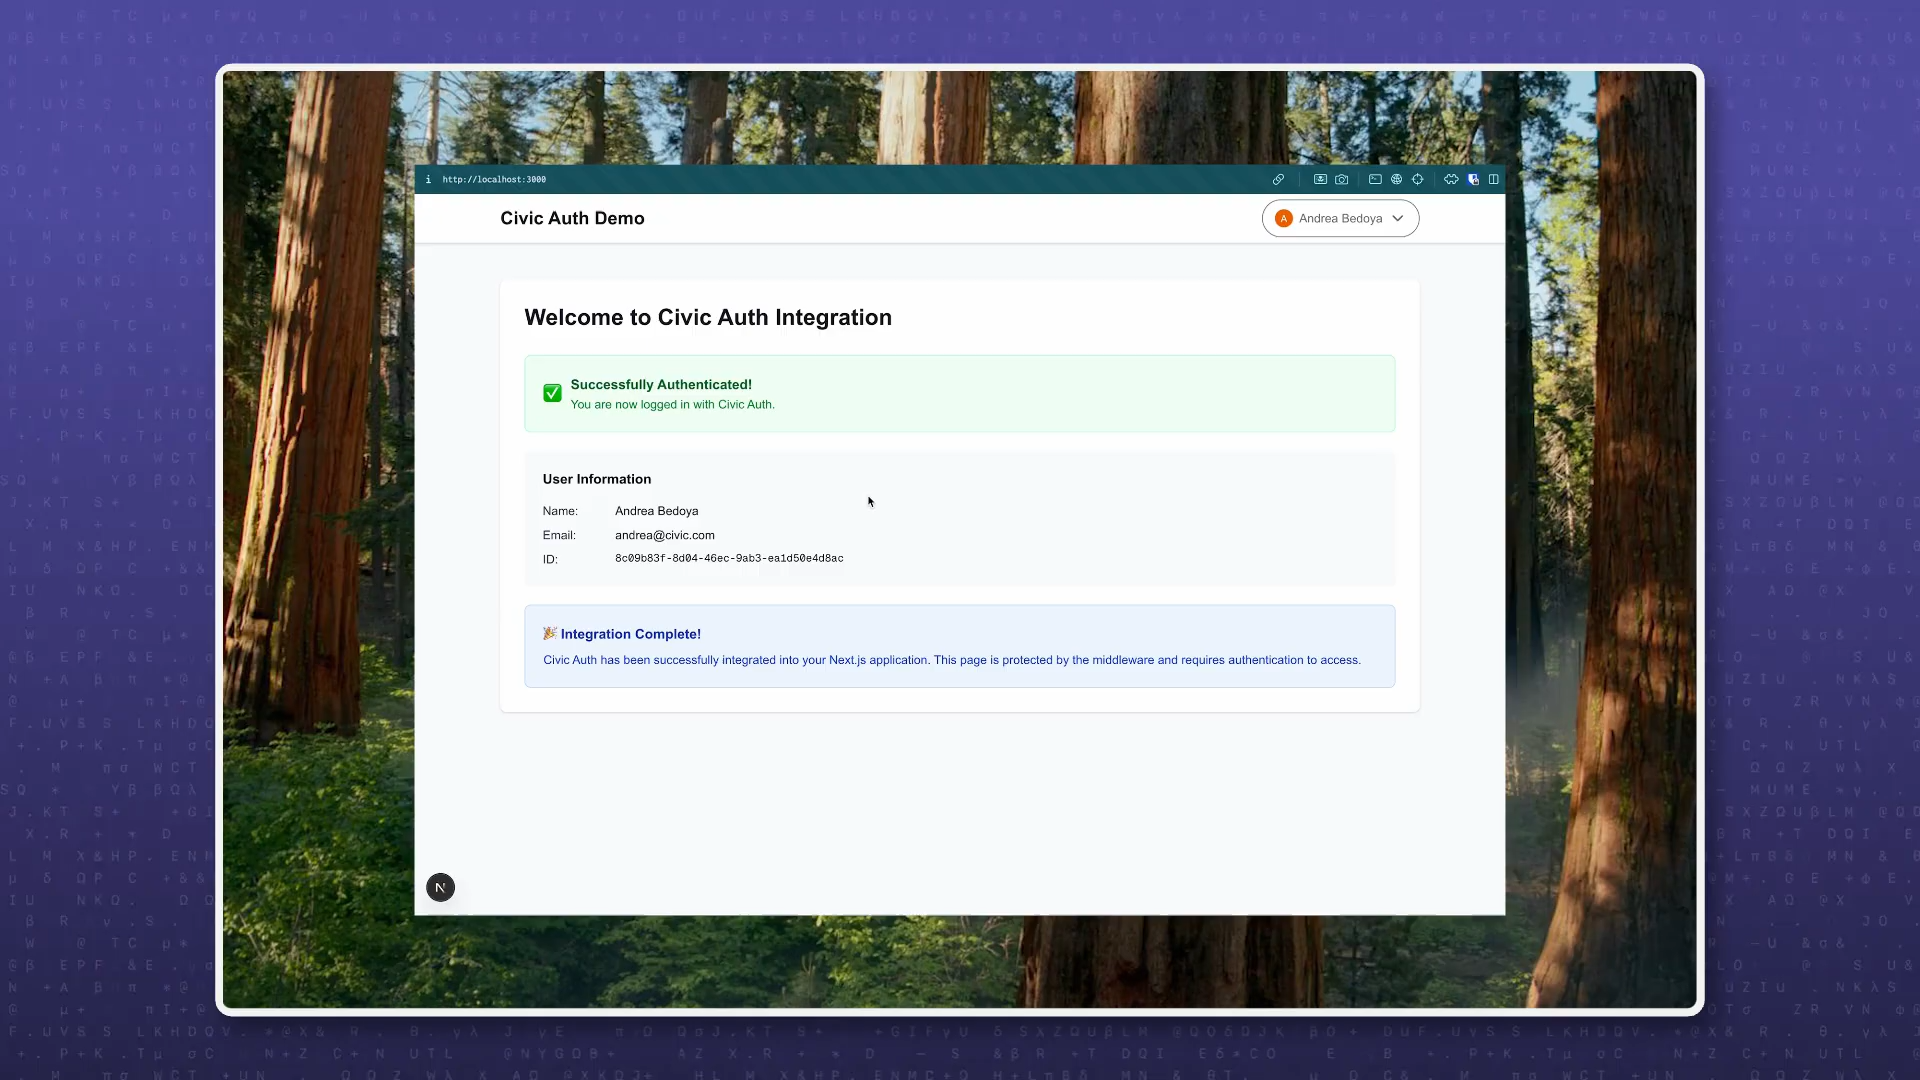 http://localhost:3000
Civic Auth Demo
A Andrea Bedoya
Welcome to Civic Auth Integration
Successfully Authenticated!
You are now logged in with Civic Auth.
User Information
Name: Andrea Bedoya
Email: andrea@civic.com
ID: 8c09b83f-8d04-46ec-9ab3-ea1d50e4d8ac
🎉 Integration Complete!
Civic Auth has been successfully integrated into your Next.js application. This page is protected by the middleware and requires authentication to access.
N